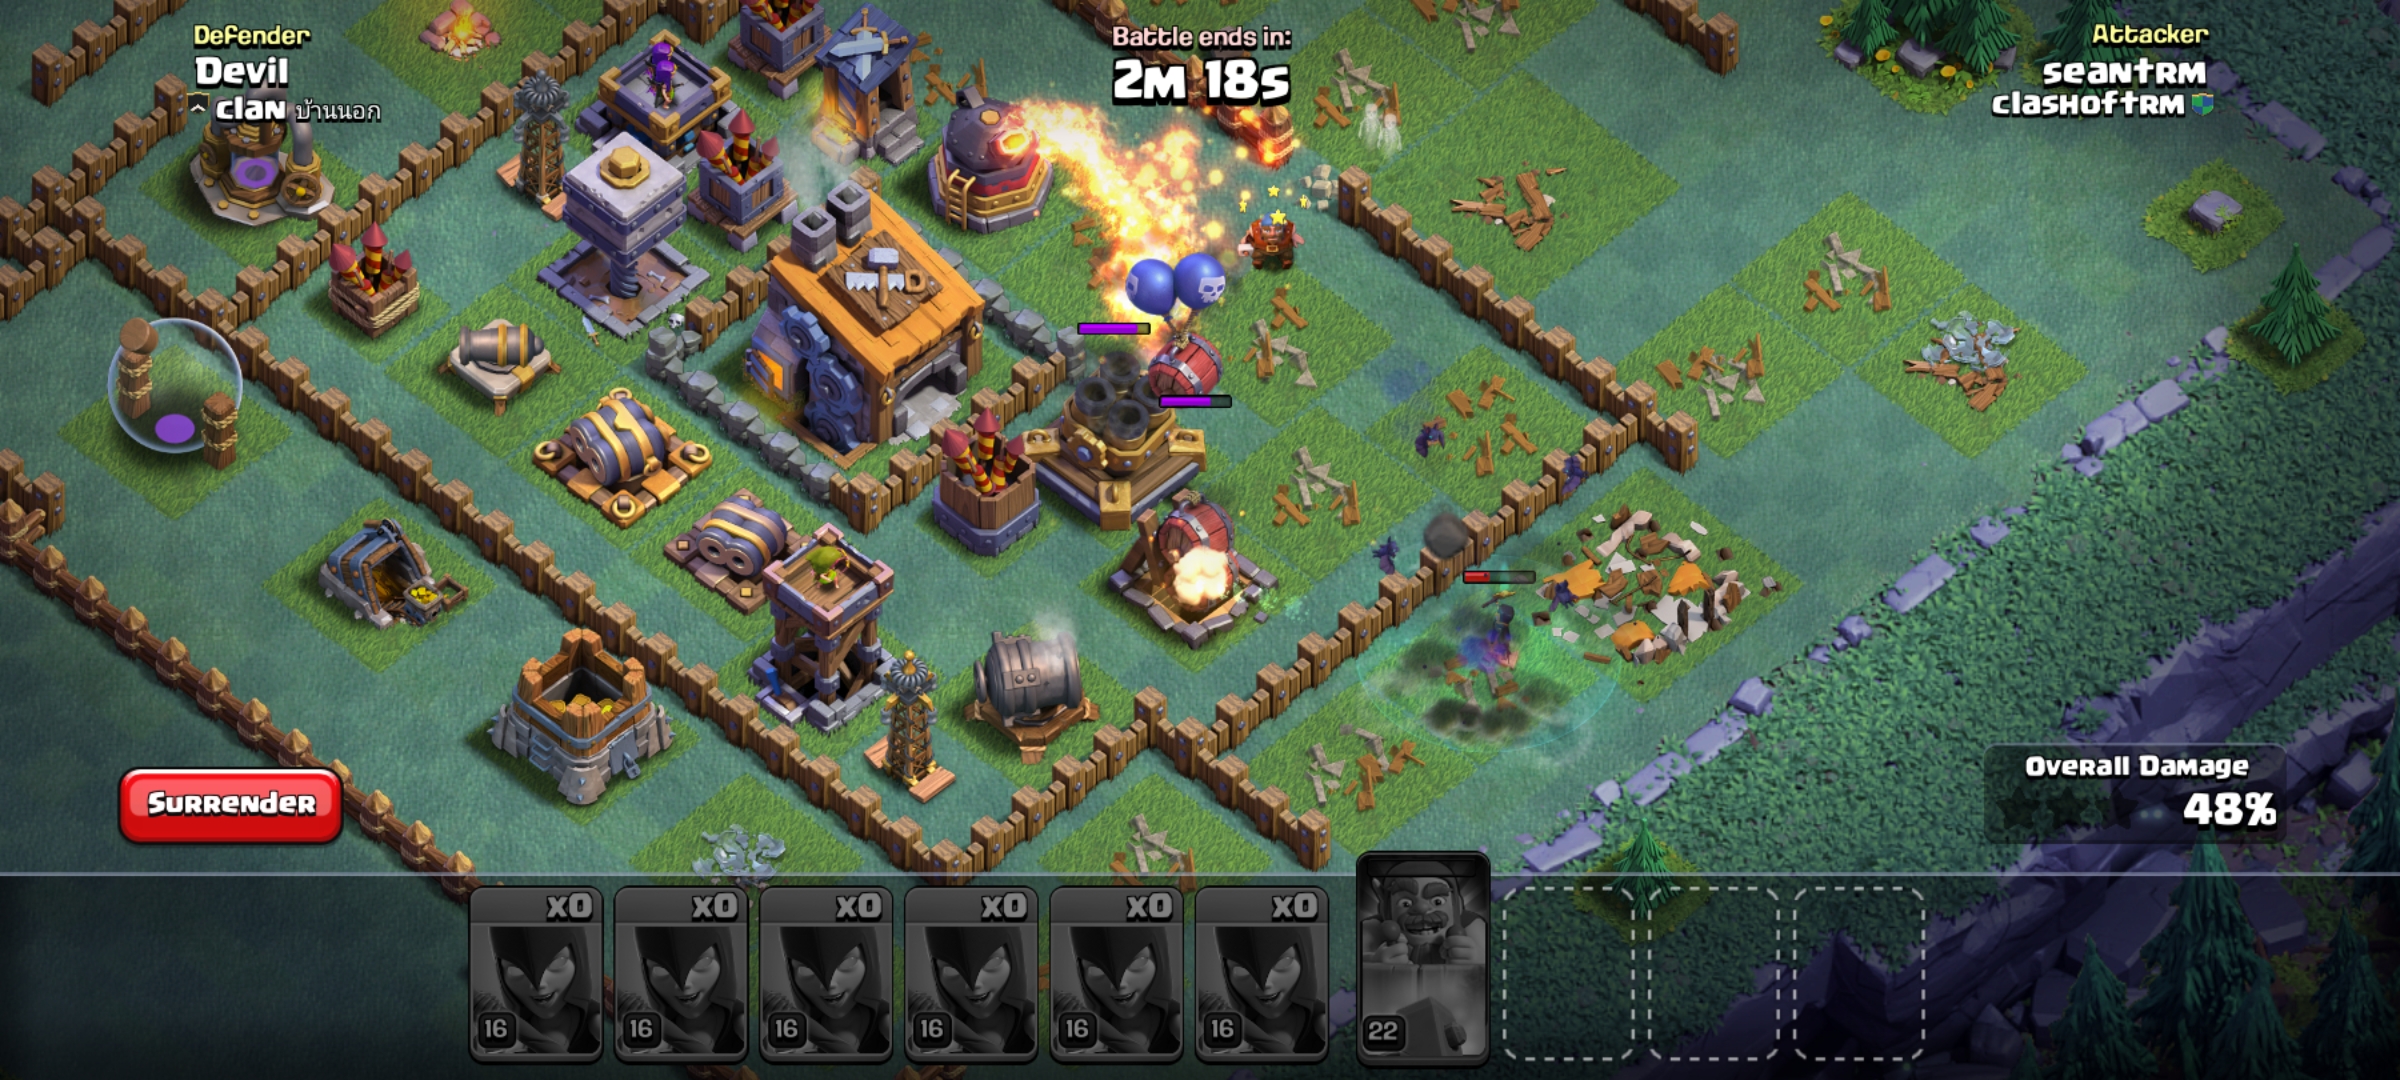 Defender
Devil
clan บ้านนอก
Battle ends in:
2M 18s
Attacker
seantRM
clashoftRM
Surrender
Overall Damage
48%
x0 x0 x0 x0 x0 x0
16 16 16 16 16 16 22